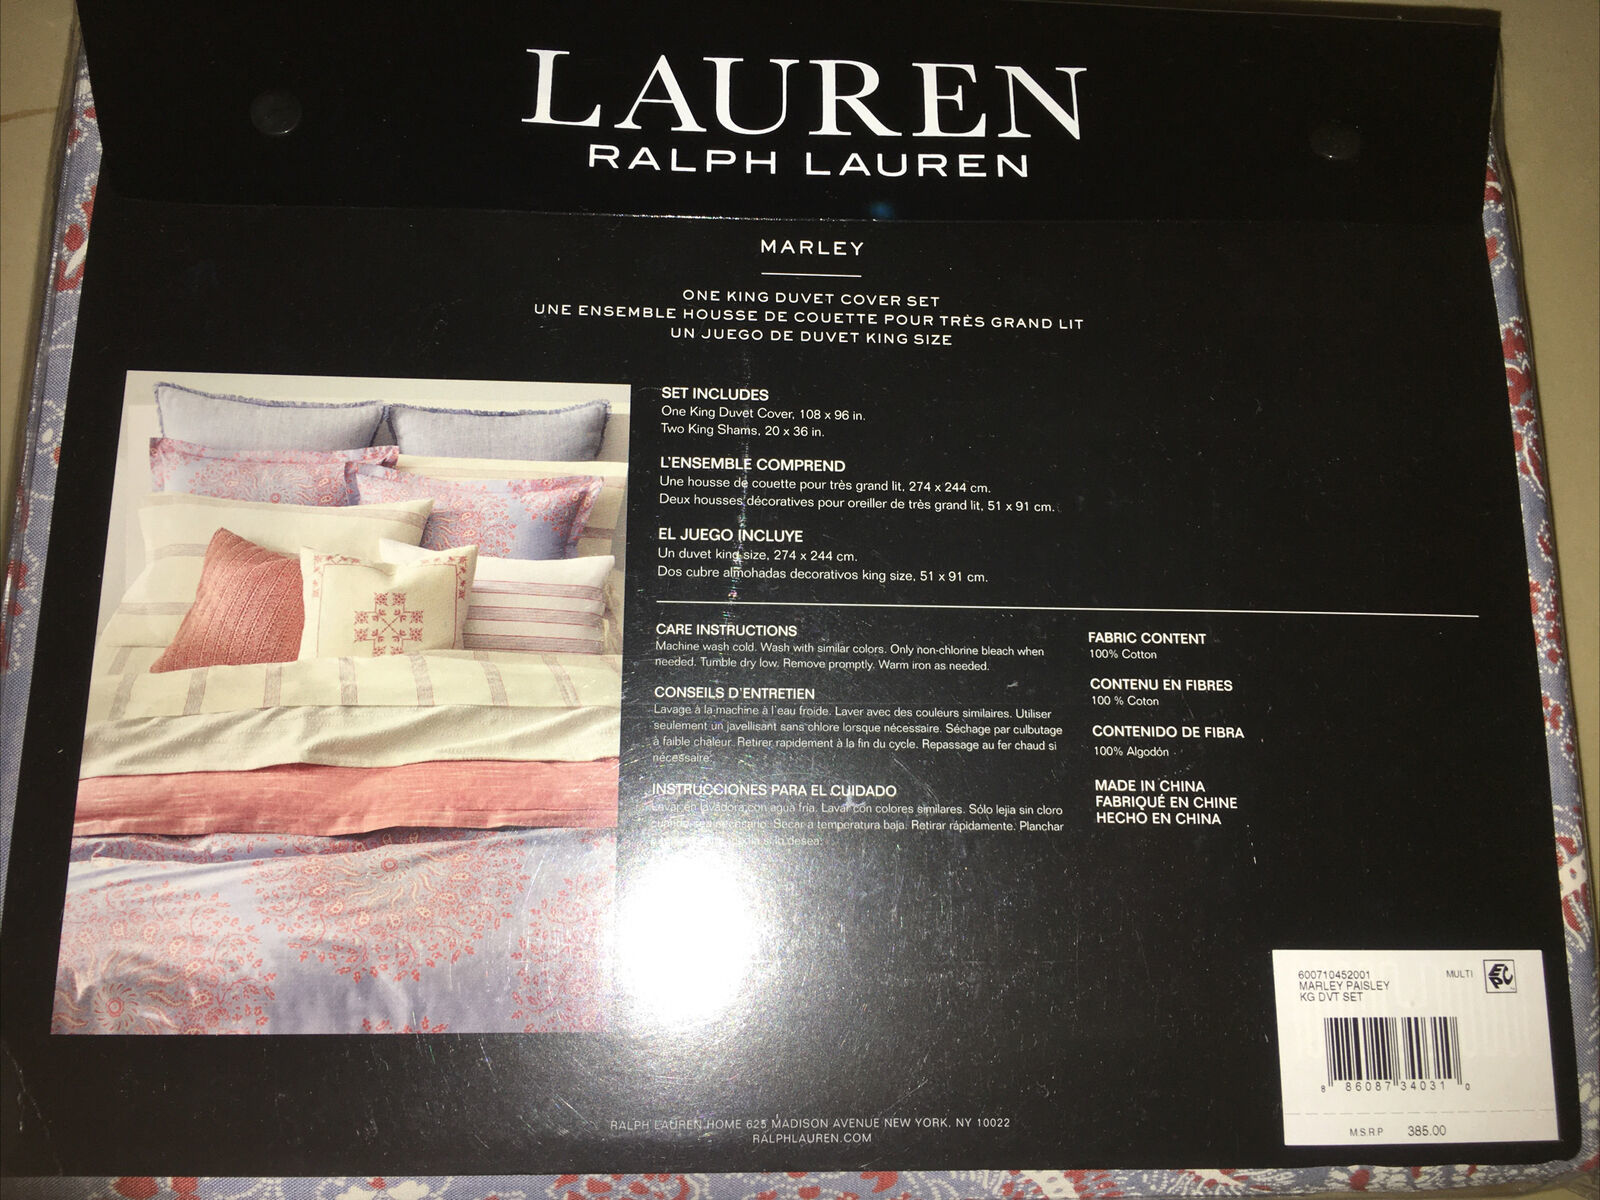 LAUREN
RALPH LAUREN
MARLEY
ONE KING DUVET COVER SET
UNE ENSEMBLE HOUSSE DE COUETTE POUR TRÈS GRAND LIT
UN JUEGO DE DUVET KING SIZE
SET INCLUDES
One King Duvet Cover, 108 x 96 in.
Two King Shams, 20 x 36 in.
L'ENSEMBLE COMPREND
Une housse de couette pour très grand lit, 274 x 244 cm.
Deux housses décoratives pour oreiller de très grand lit, 51 x 91 cm.
EL JUEGO INCLUYE
Un duvet king size, 274 x 244 cm.
Dos cubre almohadas decorativos king size, 51 x 91 cm.
CARE INSTRUCTIONS
Machine wash cold. Wash with similar colors. Only non-chlorine bleach when
needed. Tumble dry low. Remove promptly. Warm iron as needed.
CONSEILS D'ENTRETIEN
Lavage à la machine à l'eau froide. Laver avec des couleurs similaires. Utiliser
seulement un javellisant sans chlore lorsque nécessaire. Séchage par culbutage
à faible chaleur. Retirer rapidement à la fin du cycle. Repassage au fer chaud si
nécessaire.
INSTRUCCIONES PARA EL CUIDADO
Lavar en lavadora con agua fria. Lavar con colores similares. Sólo lejia sin cloro
cuando sea necesario. Secar a temperatura baja. Retirar rápidamente. Planchar
si lo desea.
FABRIC CONTENT
100% Cotton
CONTENU EN FIBRES
100 % Coton
CONTENIDO DE FIBRA
100% Algodón
MADE IN CHINA
FABRIQUÉ EN CHINE
HECHO EN CHINA
600710452001 MULTI
MARLEY PAISLEY
KG DVT SET
8 86087 34031 0
M.S.R.P 385.00
RALPH LAUREN HOME 625 MADISON AVENUE NEW YORK, NY 10022
RALPHLAUREN.COM